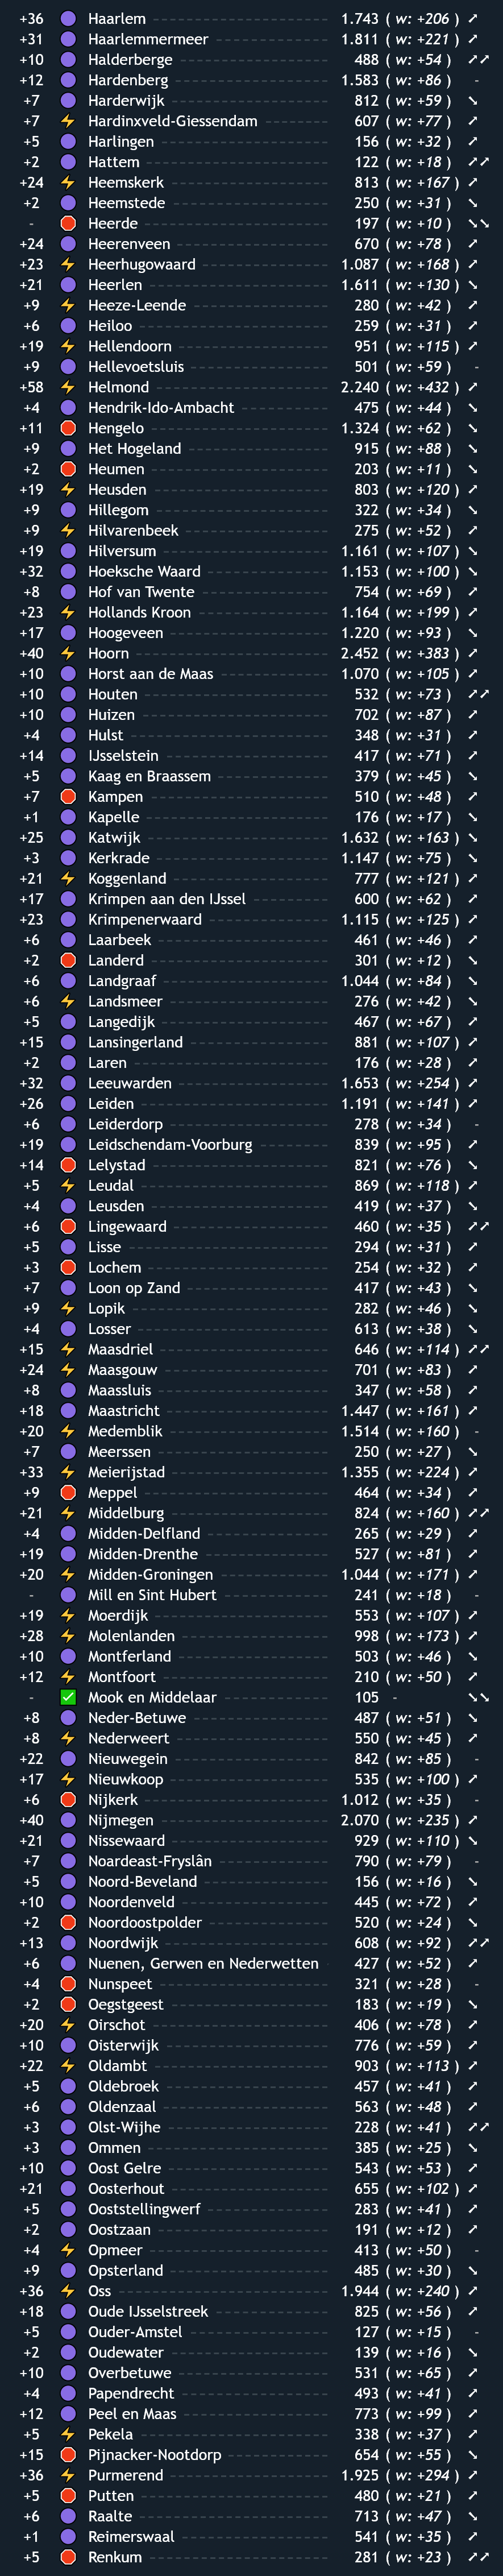 +36 Haarlem 1.743 ( w: +206 )
+31 Haarlemmermeer 1.811 ( w: +221 )
+10 Halderberge 488 ( w: +54 )
+12 Hardenberg 1.583 ( w: +86 ) -
+7 Harderwijk 812 ( w: +59 )
+7 Hardinxveld-Giessendam 607 ( w: +77 )
+5 Harlingen 156 ( w: +32 )
+2 Hattem 122 ( w: +18 )
+24 Heemskerk 813 ( w: +167 )
+2 Heemstede 250 ( w: +31 )
- Heerde 197 ( w: +10 )
+24 Heerenveen 670 ( w: +78 )
+23 Heerhugowaard 1.087 ( w: +168 )
+21 Heerlen 1.611 ( w: +130 )
+9 Heeze-Leende 280 ( w: +42 )
+6 Heiloo 259 ( w: +31 )
+19 Hellendoorn 951 ( w: +115 )
+9 Hellevoetsluis 501 ( w: +59 ) -
+58 Helmond 2.240 ( w: +432 )
+4 Hendrik-Ido-Ambacht 475 ( w: +44 )
+11 Hengelo 1.324 ( w: +62 )
+9 Het Hogeland 915 ( w: +88 )
+2 Heumen 203 ( w: +11 )
+19 Heusden 803 ( w: +120 )
+9 Hillegom 322 ( w: +34 )
+9 Hilvarenbeek 275 ( w: +52 )
+19 Hilversum 1.161 ( w: +107 )
+32 Hoeksche Waard 1.153 ( w: +100 )
+8 Hof van Twente 754 ( w: +69 )
+23 Hollands Kroon 1.164 ( w: +199 )
+17 Hoogeveen 1.220 ( w: +93 )
+40 Hoorn 2.452 ( w: +383 )
+10 Horst aan de Maas 1.070 ( w: +105 )
+10 Houten 532 ( w: +73 )
+10 Huizen 702 ( w: +87 )
+4 Hulst 348 ( w: +31 )
+14 IJsselstein 417 ( w: +71 )
+5 Kaag en Braassem 379 ( w: +45 )
+7 Kampen 510 ( w: +48 )
+1 Kapelle 176 ( w: +17 )
+25 Katwijk 1.632 ( w: +163 )
+3 Kerkrade 1.147 ( w: +75 )
+21 Koggenland 777 ( w: +121 )
+17 Krimpen aan den IJssel 600 ( w: +62 )
+23 Krimpenerwaard 1.115 ( w: +125 )
+6 Laarbeek 461 ( w: +46 )
+2 Landerd 301 ( w: +12 )
+6 Landgraaf 1.044 ( w: +84 )
+6 Landsmeer 276 ( w: +42 )
+5 Langedijk 467 ( w: +67 )
+15 Lansingerland 881 ( w: +107 )
+2 Laren 176 ( w: +28 )
+32 Leeuwarden 1.653 ( w: +254 )
+26 Leiden 1.191 ( w: +141 )
+6 Leiderdorp 278 ( w: +34 ) -
+19 Leidschendam-Voorburg 839 ( w: +95 )
+14 Lelystad 821 ( w: +76 )
+5 Leudal 869 ( w: +118 )
+4 Leusden 419 ( w: +37 )
+6 Lingewaard 460 ( w: +35 )
+5 Lisse 294 ( w: +31 )
+3 Lochem 254 ( w: +32 )
+7 Loon op Zand 417 ( w: +43 )
+9 Lopik 282 ( w: +46 )
+4 Losser 613 ( w: +38 )
+15 Maasdriel 646 ( w: +114 )
+24 Maasgouw 701 ( w: +83 )
+8 Maassluis 347 ( w: +58 )
+18 Maastricht 1.447 ( w: +161 )
+20 Medemblik 1.514 ( w: +160 ) -
+7 Meerssen 250 ( w: +27 )
+33 Meierijstad 1.355 ( w: +224 )
+9 Meppel 464 ( w: +34 )
+21 Middelburg 824 ( w: +160 )
+4 Midden-Delfland 265 ( w: +29 )
+19 Midden-Drenthe 527 ( w: +81 )
+20 Midden-Groningen 1.044 ( w: +171 )
- Mill en Sint Hubert 241 ( w: +18 ) -
+19 Moerdijk 553 ( w: +107 )
+28 Molenlanden 998 ( w: +173 )
+10 Montferland 503 ( w: +46 )
+12 Montfoort 210 ( w: +50 )
- Mook en Middelaar 105 -
+8 Neder-Betuwe 487 ( w: +51 )
+8 Nederweert 550 ( w: +45 )
+22 Nieuwegein 842 ( w: +85 ) -
+17 Nieuwkoop 535 ( w: +100 )
+6 Nijkerk 1.012 ( w: +35 ) -
+40 Nijmegen 2.070 ( w: +235 )
+21 Nissewaard 929 ( w: +110 )
+7 Noardeast-Fryslân 790 ( w: +79 ) -
+5 Noord-Beveland 156 ( w: +16 )
+10 Noordenveld 445 ( w: +72 )
+2 Noordoostpolder 520 ( w: +24 )
+13 Noordwijk 608 ( w: +92 )
+6 Nuenen, Gerwen en Nederwetten 427 ( w: +52 )
+4 Nunspeet 321 ( w: +28 ) -
+2 Oegstgeest 183 ( w: +19 )
+20 Oirschot 406 ( w: +78 )
+10 Oisterwijk 776 ( w: +59 )
+22 Oldambt 903 ( w: +113 )
+5 Oldebroek 457 ( w: +41 )
+6 Oldenzaal 563 ( w: +48 )
+3 Olst-Wijhe 228 ( w: +41 )
+3 Ommen 385 ( w: +25 )
+10 Oost Gelre 543 ( w: +53 )
+21 Oosterhout 655 ( w: +102 )
+5 Ooststellingwerf 283 ( w: +41 )
+2 Oostzaan 191 ( w: +12 )
+4 Opmeer 413 ( w: +50 ) -
+9 Opsterland 485 ( w: +30 )
+36 Oss 1.944 ( w: +240 )
+18 Oude IJsselstreek 825 ( w: +56 )
+5 Ouder-Amstel 127 ( w: +15 ) -
+2 Oudewater 139 ( w: +16 )
+10 Overbetuwe 531 ( w: +65 )
+4 Papendrecht 493 ( w: +41 )
+12 Peel en Maas 773 ( w: +99 )
+5 Pekela 338 ( w: +37 )
+15 Pijnacker-Nootdorp 654 ( w: +55 )
+36 Purmerend 1.925 ( w: +294 )
+5 Putten 480 ( w: +21 )
+6 Raalte 713 ( w: +47 )
+1 Reimerswaal 541 ( w: +35 )
+5 Renkum 281 ( w: +23 )